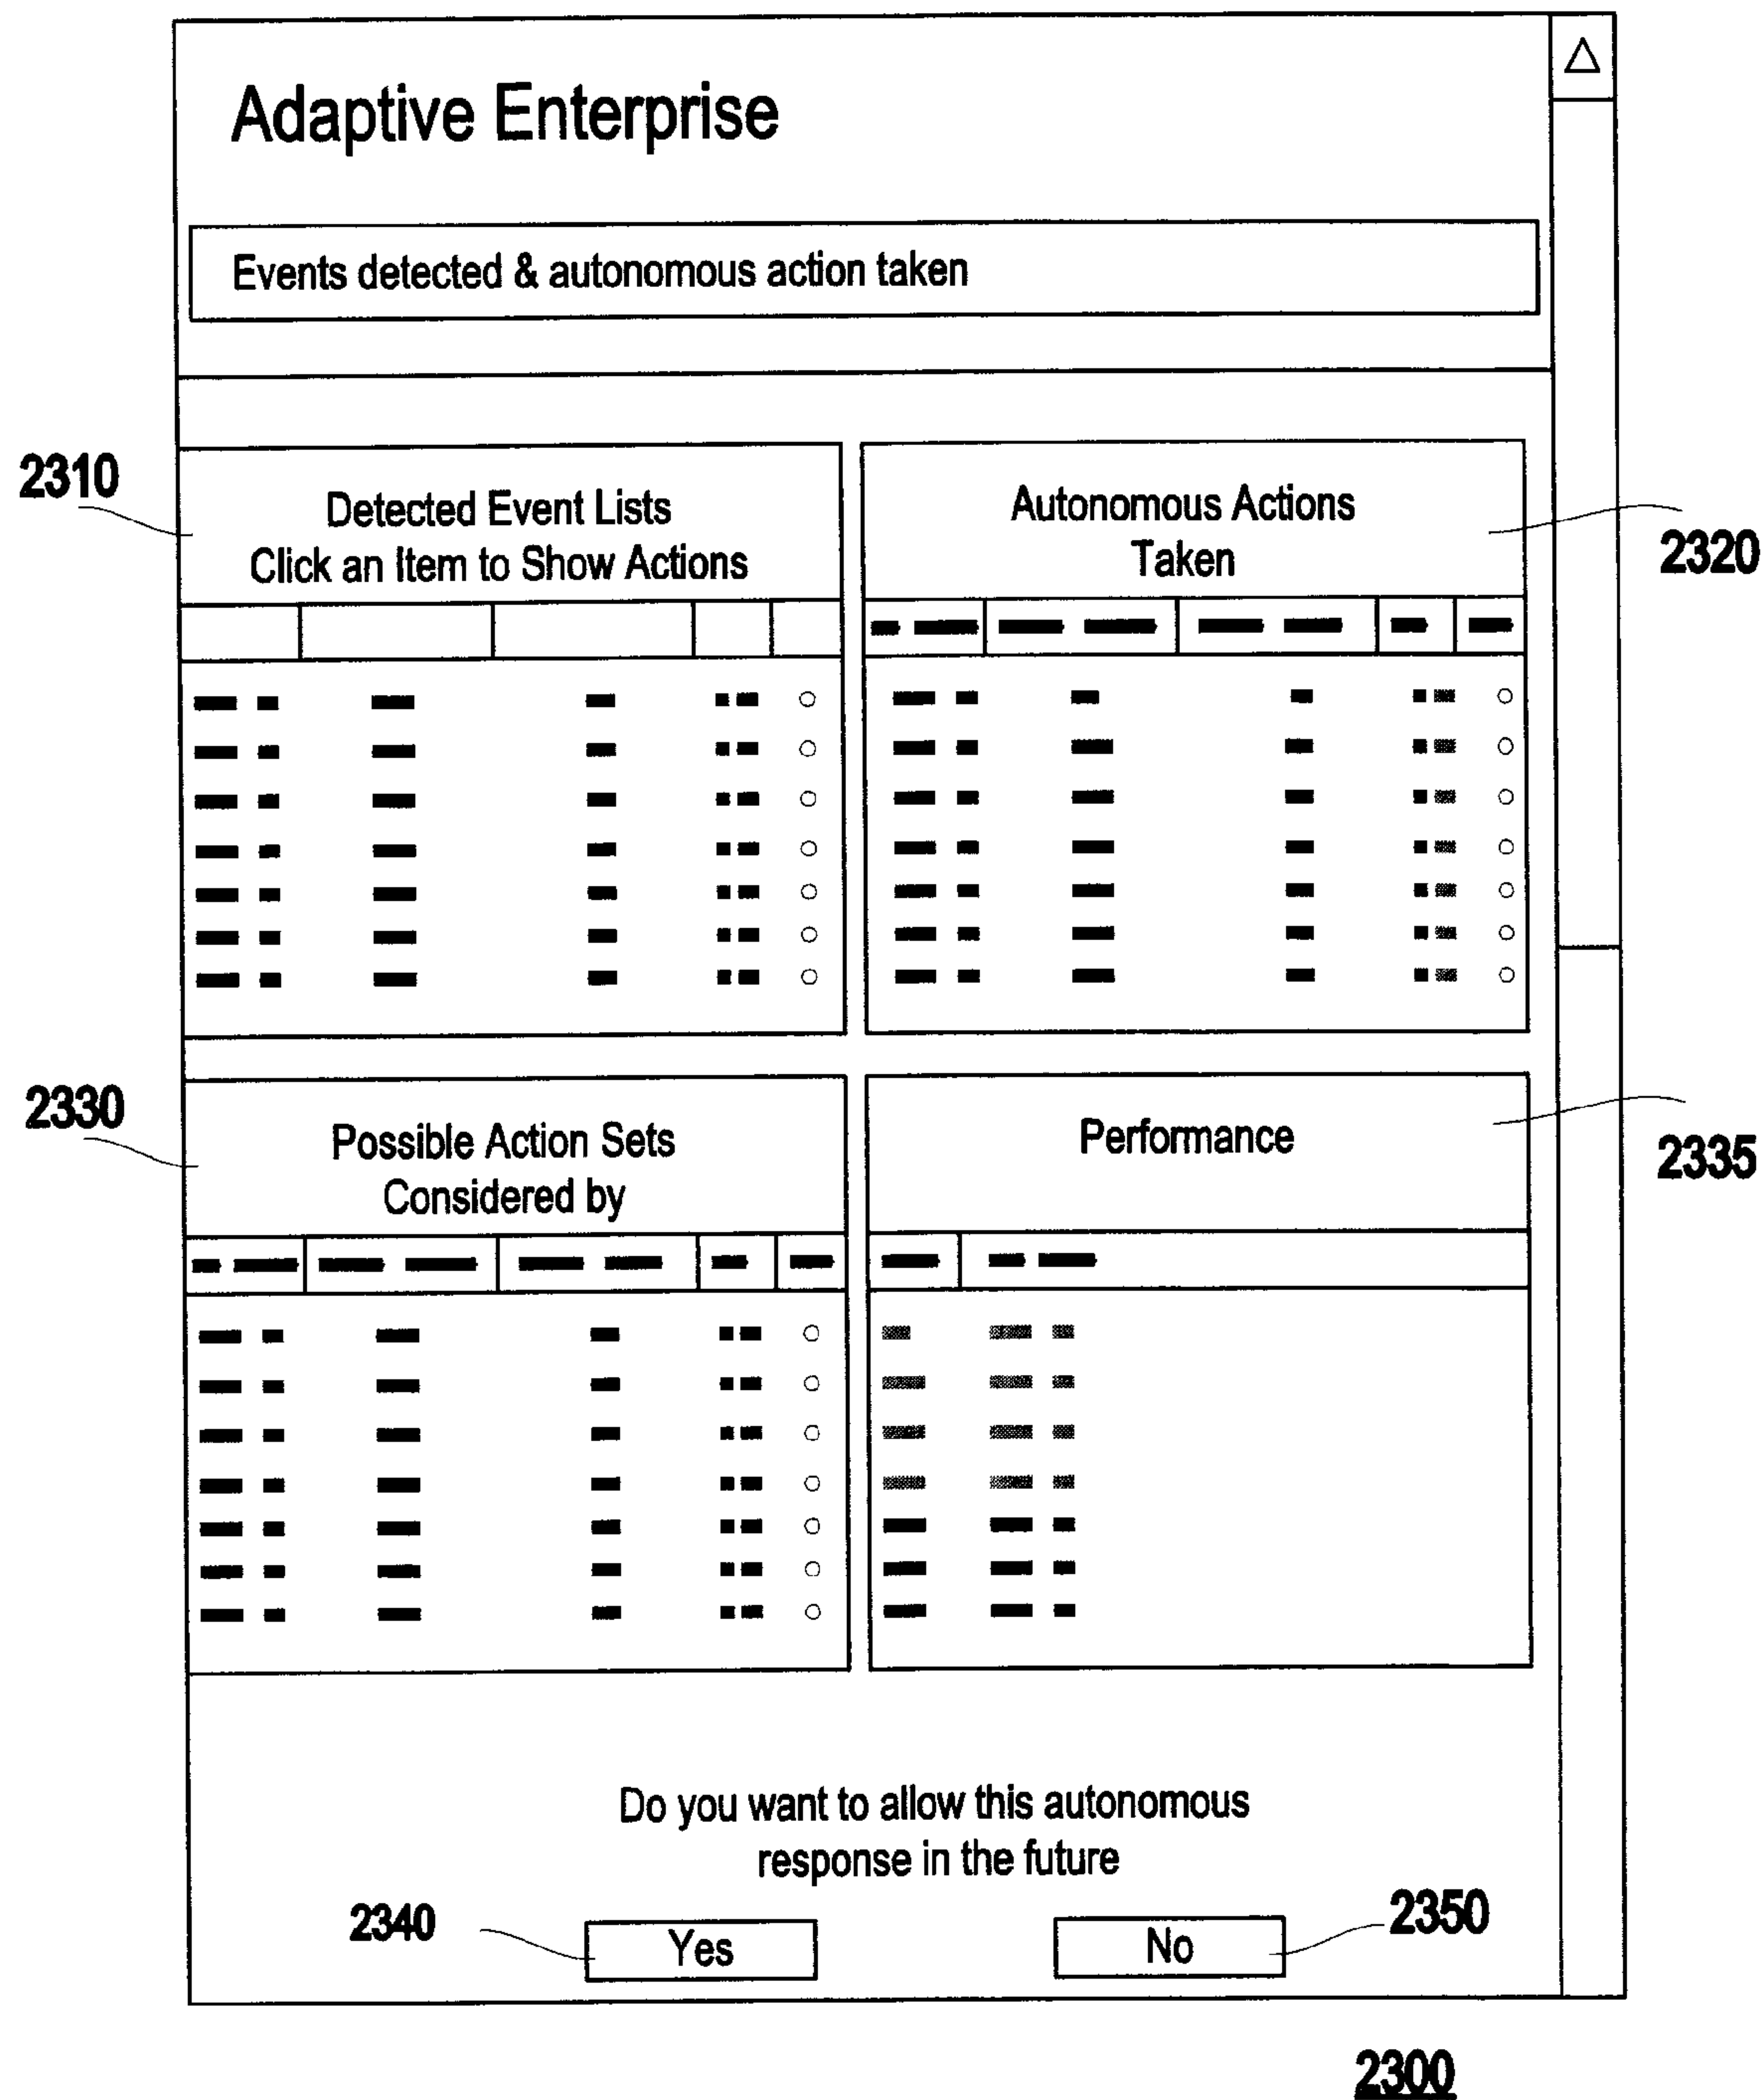 Adaptive Enterprise
Events detected & autonomous action taken
2310
Detected Event Lists
Click an Item to Show Actions
Autonomous Actions
Taken
2320
2330
Possible Action Sets
Considered by
Performance
2335
Do you want to allow this autonomous
response in the future
2340
Yes
No
2350
2300